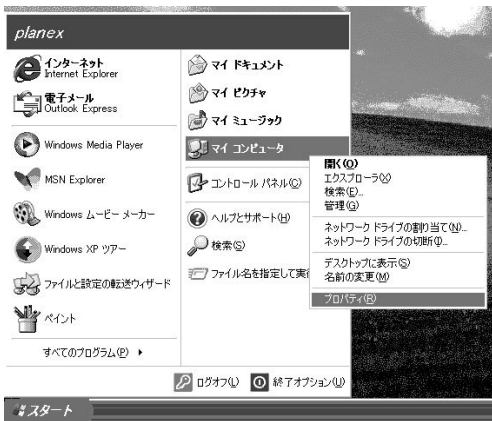 planex
インターネット
Internet Explorer
電子メール
Outlook Express
Windows Media Player
MSN Explorer
Windows ムービー メーカー
Windows XP ツアー
ファイルと設定の転送ウィザード
ペイント
すべてのプログラム(P)
マイ ドキュメント
マイ ピクチャ
マイ ミュージック
マイ コンピュータ
コントロール パネル(C)
ヘルプとサポート(H)
検索(S)
ファイル名を指定して実行
開く(O)
エクスプローラ(X)
検索(E)...
管理(G)
ネットワーク ドライブの割り当て(N)...
ネットワーク ドライブの切断(I)...
デスクトップに表示(S)
名前の変更(M)
プロパティ(R)
ログオフ(L)
終了オプション(U)
スタート